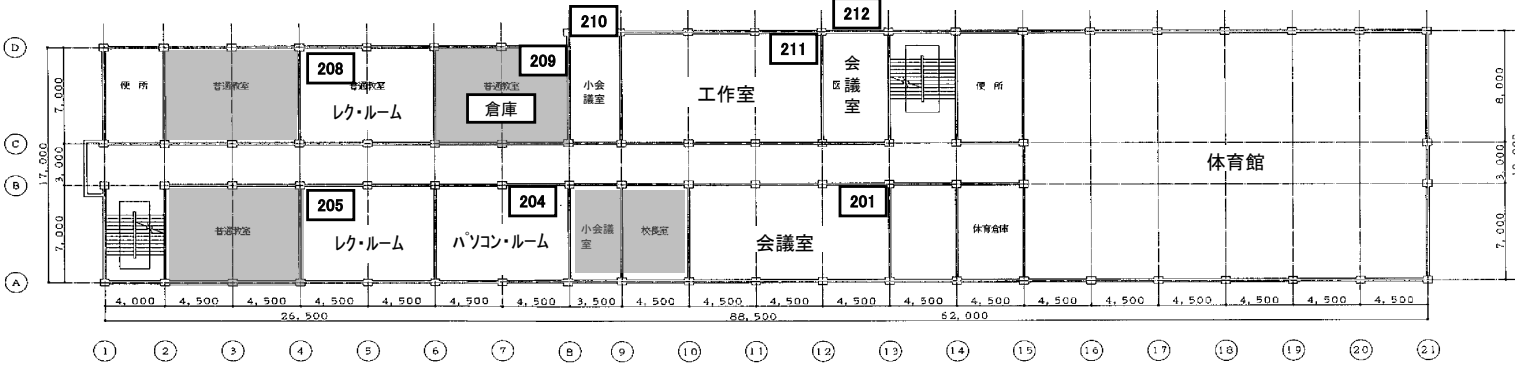 210
212
D
208
209
211
便 所
普通教室
普通教室
レク・ルーム
普通教室
倉庫
小会
議室
工作室
会
議
室
便 所
7,000
8,000
C
17,000
3,000
体育館
3,000
B
205
204
201
7,000
普通教室
レク・ルーム
パソコン・ルーム
小会議
室
校長室
会議室
体育倉庫
7,000
A
4,000
4,500
4,500
4,500
4,500
4,500
4,500
3,500
4,500
4,500
4,500
4,500
4,500
4,500
4,500
4,500
4,500
4,500
4,500
4,500
26,500
88,500
62,000
1
2
3
4
5
6
7
8
9
10
11
12
13
14
15
16
17
18
19
20
21